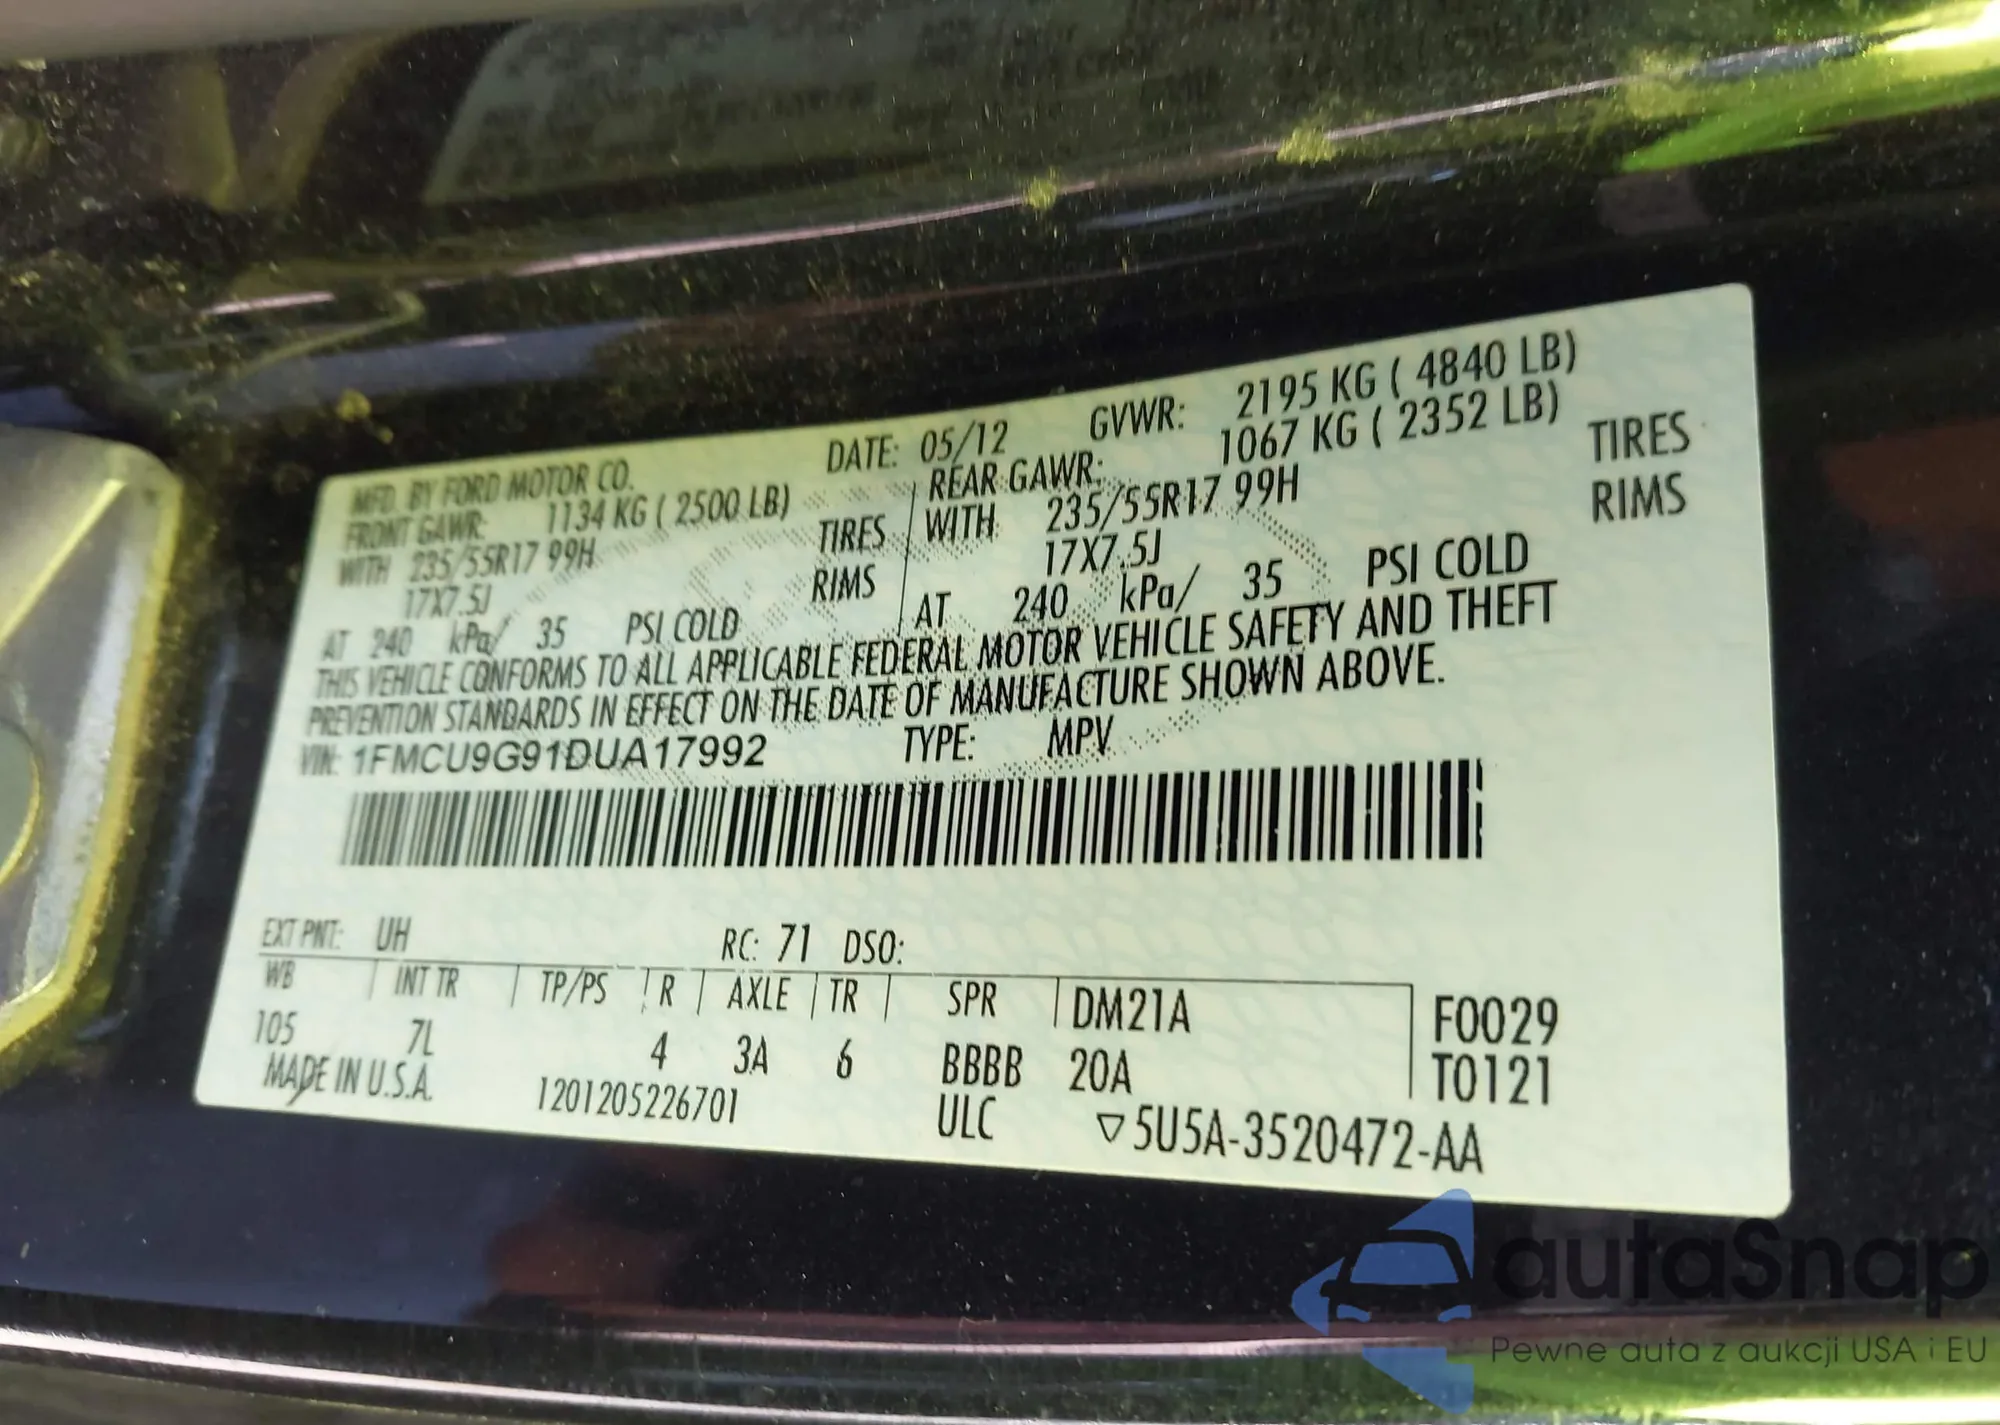 MFD. BY FORD MOTOR CO. DATE: 05/12 GVWR: 2195 KG ( 4840 LB)
FRONT GAWR: 1134 KG ( 2500 LB) REAR GAWR: 1067 KG ( 2352 LB)
WITH 235/55R17 99H TIRES WITH 235/55R17 99H TIRES
17X7.5J RIMS 17X7.5J RIMS
AT 240 kPa/ 35 PSI COLD AT 240 kPa/ 35 PSI COLD
THIS VEHICLE CONFORMS TO ALL APPLICABLE FEDERAL MOTOR VEHICLE SAFETY AND THEFT
PREVENTION STANDARDS IN EFFECT ON THE DATE OF MANUFACTURE SHOWN ABOVE.
VIN: 1FMCU9G91DUA17992 TYPE: MPV
EXT PNT: UH RC: 71 DSO:
WB INT TR TP/PS R AXLE TR SPR DM21A F0029
105 7L 4 3A 6 BBBB 20A T0121
MADE IN U.S.A. 1201205226701 ULC ▽5U5A-3520472-AA
autaSnap
Pewne auta z aukcji USA i EU